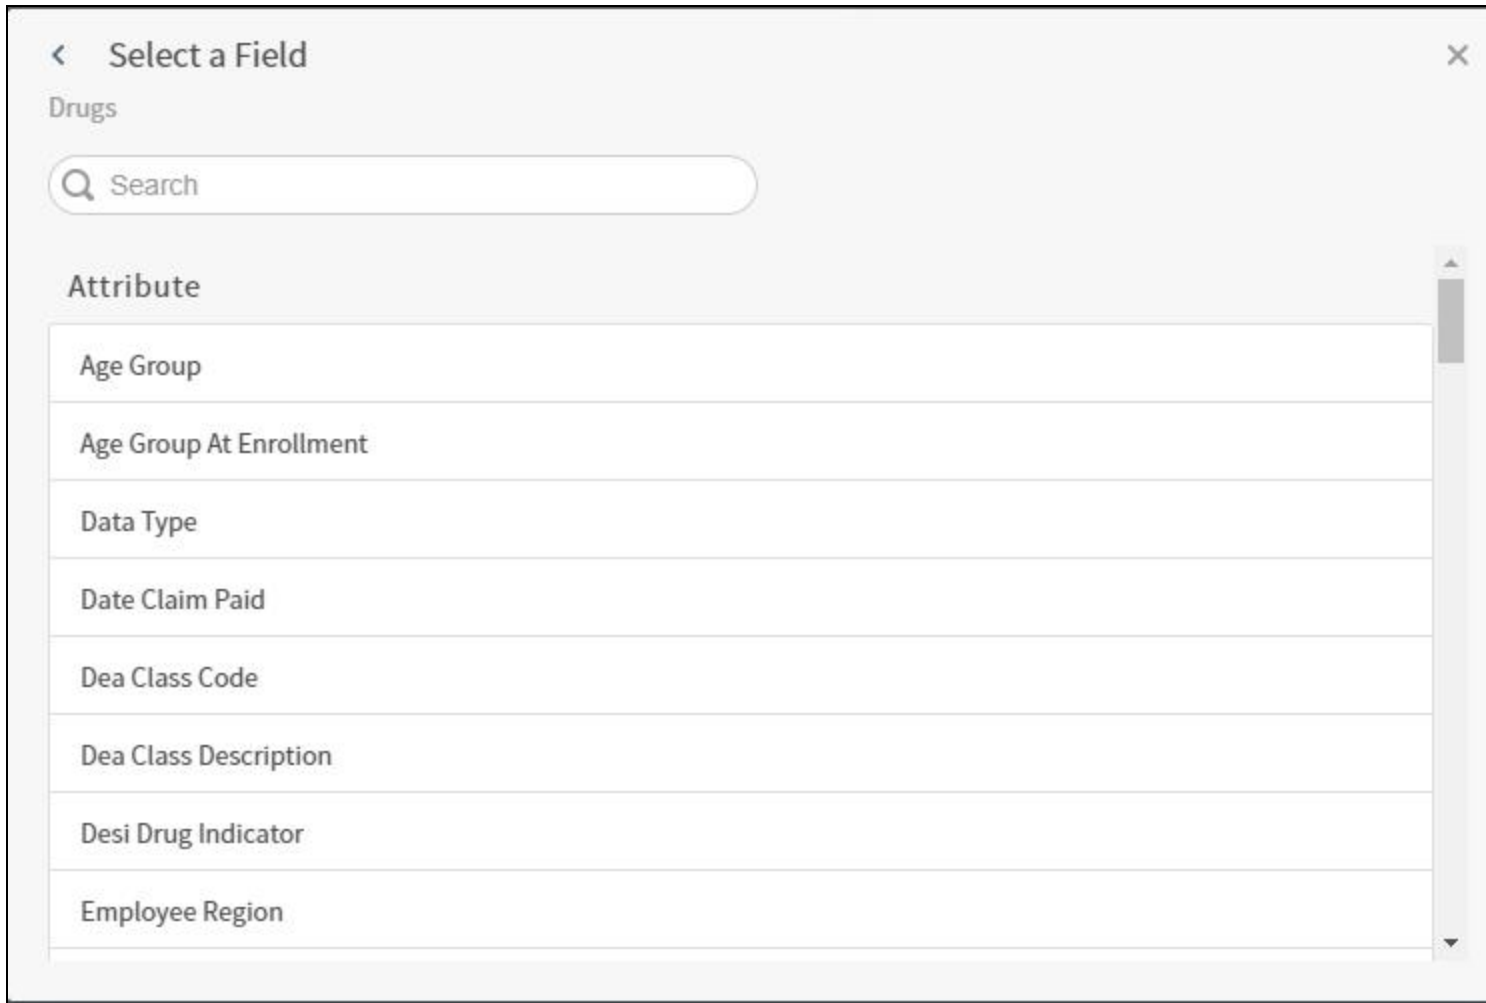 Select a Field
Drugs
Search
Attribute
Age Group
Age Group At Enrollment
Data Type
Date Claim Paid
Dea Class Code
Dea Class Description
Desi Drug Indicator
Employee Region